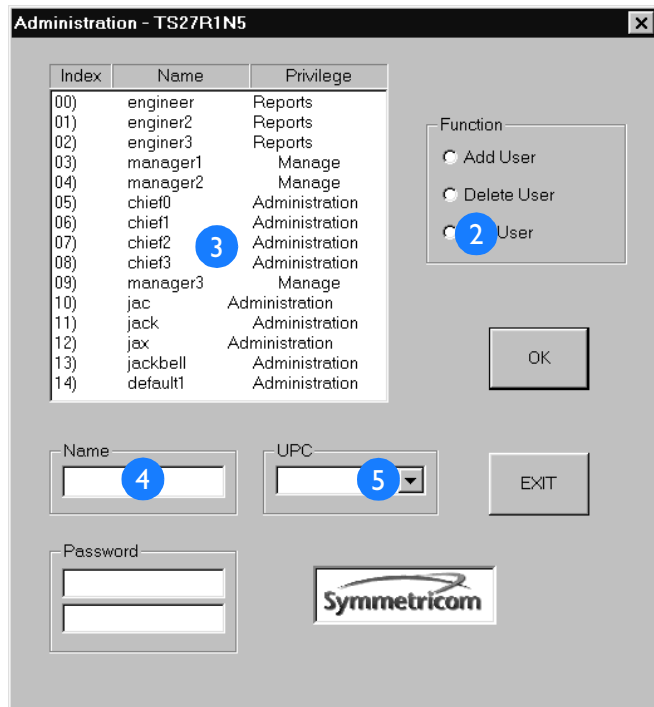 Administration - TS27R1N5
Index Name Privilege
00) engineer Reports
01) enginer2 Reports
02) enginer3 Reports
03) manager1 Manage
04) manager2 Manage
05) chief0 Administration
06) chief1 Administration
07) chief2 Administration
08) chief3 Administration
09) manager3 Manage
10) jac Administration
11) jack Administration
12) jax Administration
13) jackbell Administration
14) default1 Administration
3
Function
Add User
Delete User
2 User
OK
Name
4
UPC
5
EXIT
Password
Symmetricom